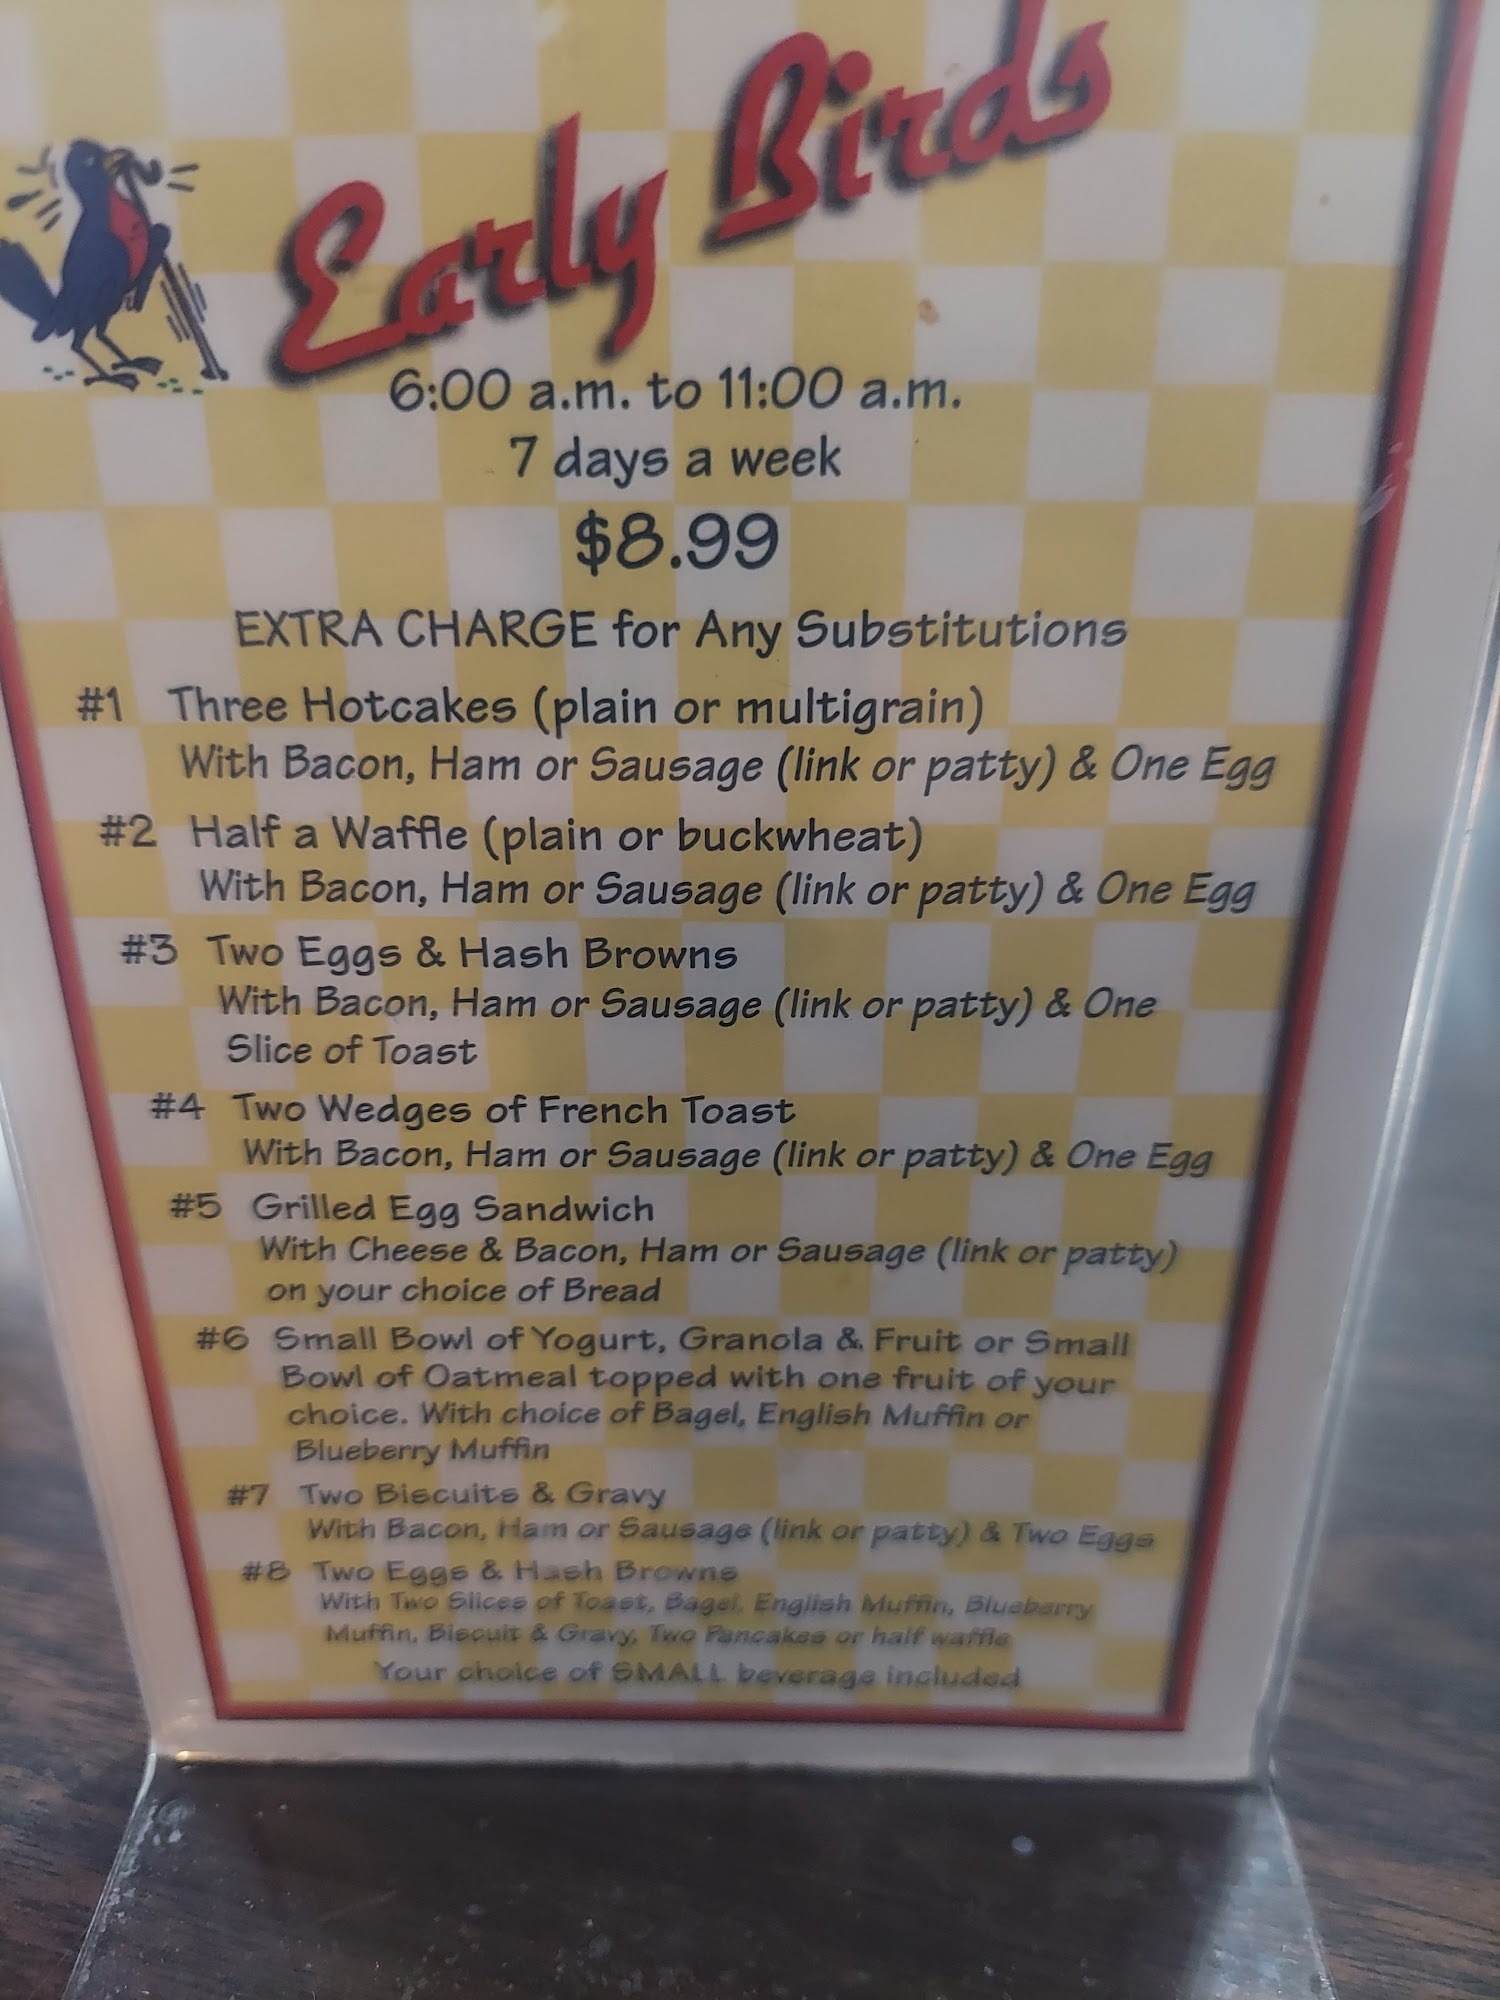 Early Birds
6:00 a.m. to 11:00 a.m.
7 days a week
$8.99
EXTRA CHARGE for Any Substitutions
#1 Three Hotcakes (plain or multigrain)
With Bacon, Ham or Sausage (link or patty) & One Egg
#2 Half a Waffle (plain or buckwheat)
With Bacon, Ham or Sausage (link or patty) & One Egg
#3 Two Eggs & Hash Browns
With Bacon, Ham or Sausage (link or patty) & One
Slice of Toast
#4 Two Wedges of French Toast
With Bacon, Ham or Sausage (link or patty) & One Egg
#5 Grilled Egg Sandwich
With Cheese & Bacon, Ham or Sausage (link or patty)
on your choice of Bread
#6 Small Bowl of Yogurt, Granola & Fruit or Small
Bowl of Oatmeal topped with one fruit of your
choice. With choice of Bagel, English Muffin or
Blueberry Muffin
#7 Two Biscuits & Gravy
With Bacon, Ham or Sausage (link or patty) & Two Eggs
#8 Two Eggs & Hash Browns
With Two Slices of Toast, Bagel, English Muffin, Blueberry
Muffin, Biscuit & Gravy, Two Pancakes or half waffle
Your choice of SMALL beverage included